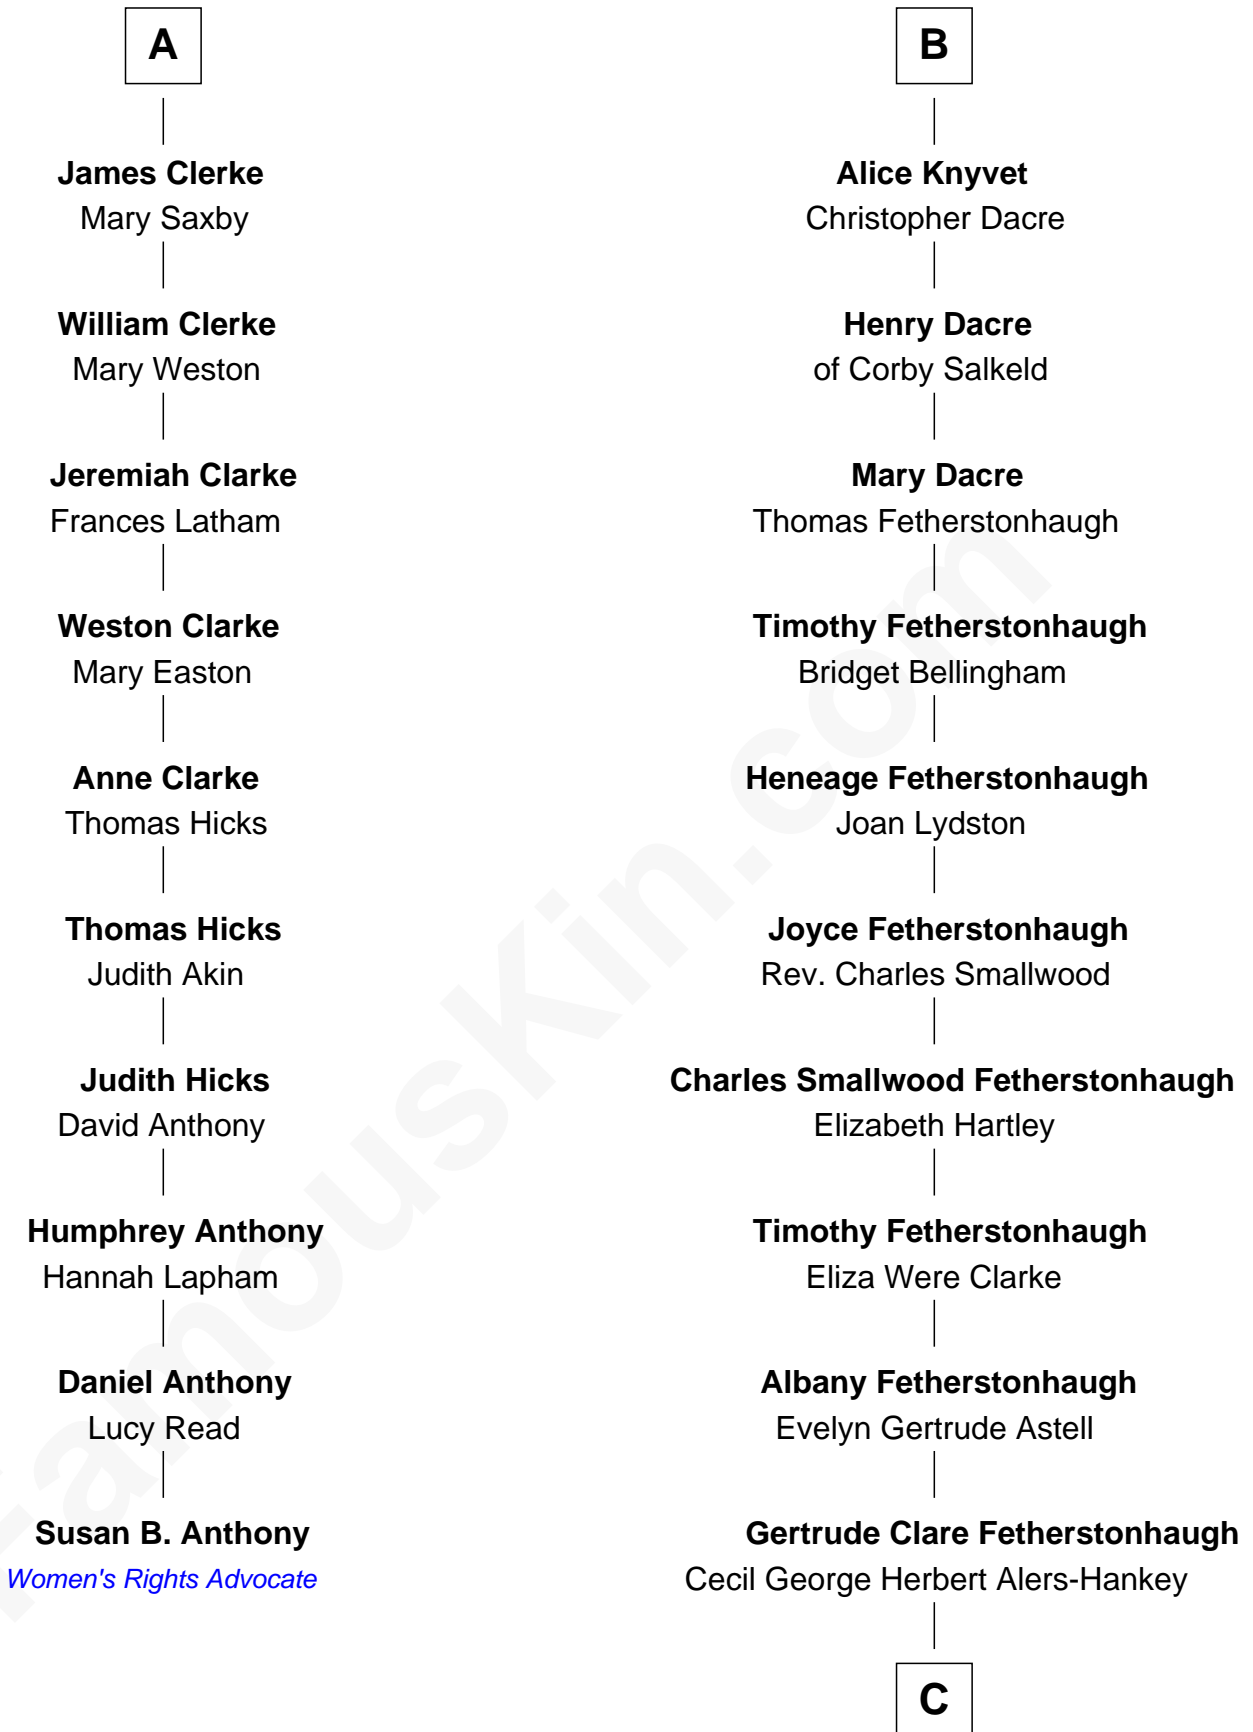 A
James Clerke
Mary Saxby
William Clerke
Mary Weston
Jeremiah Clarke
Frances Latham
Weston Clarke
Mary Easton
Anne Clarke
Thomas Hicks
Thomas Hicks
Judith Akin
Judith Hicks
David Anthony
Humphrey Anthony
Hannah Lapham
Daniel Anthony
Lucy Read
Susan B. Anthony
Women's Rights Advocate
B
Alice Knyvet
Christopher Dacre
Henry Dacre
of Corby Salkeld
Mary Dacre
Thomas Fetherstonhaugh
Timothy Fetherstonhaugh
Bridget Bellingham
Heneage Fetherstonhaugh
Joan Lydston
Joyce Fetherstonhaugh
Rev. Charles Smallwood
Charles Smallwood Fetherstonhaugh
Elizabeth Hartley
Timothy Fetherstonhaugh
Eliza Were Clarke
Albany Fetherstonhaugh
Evelyn Gertrude Astell
Gertrude Clare Fetherstonhaugh
Cecil George Herbert Alers-Hankey
C
FamousKin.com